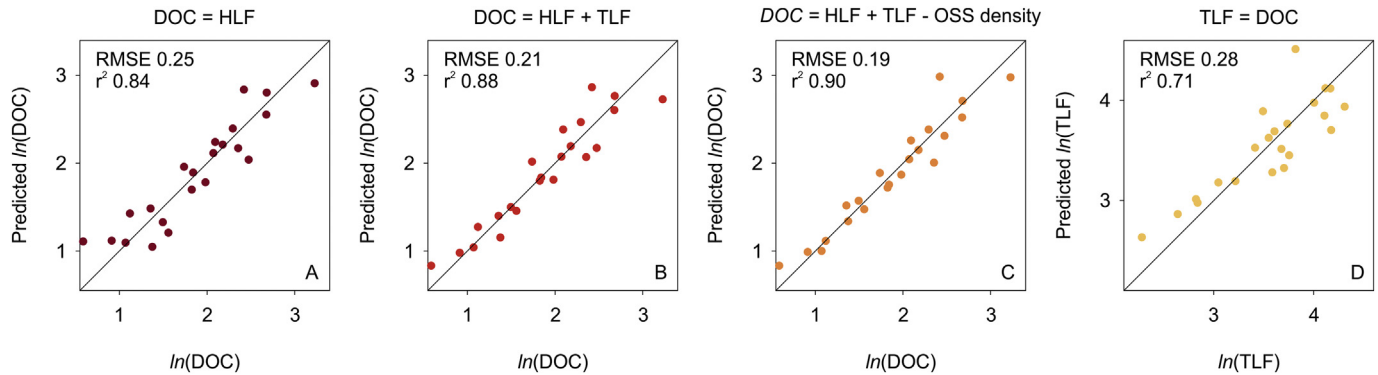 DOC = HLF
RMSE 0.25
r² 0.84
3
2
1
Predicted ln(DOC)
A
1 2 3
ln(DOC)
DOC = HLF + TLF
RMSE 0.21
r² 0.88
3
2
1
Predicted ln(DOC)
B
1 2 3
ln(DOC)
DOC = HLF + TLF - OSS density
RMSE 0.19
r² 0.90
3
2
1
Predicted ln(DOC)
C
1 2 3
ln(DOC)
TLF = DOC
RMSE 0.28
r² 0.71
4
3
Predicted ln(TLF)
D
3 4
ln(TLF)